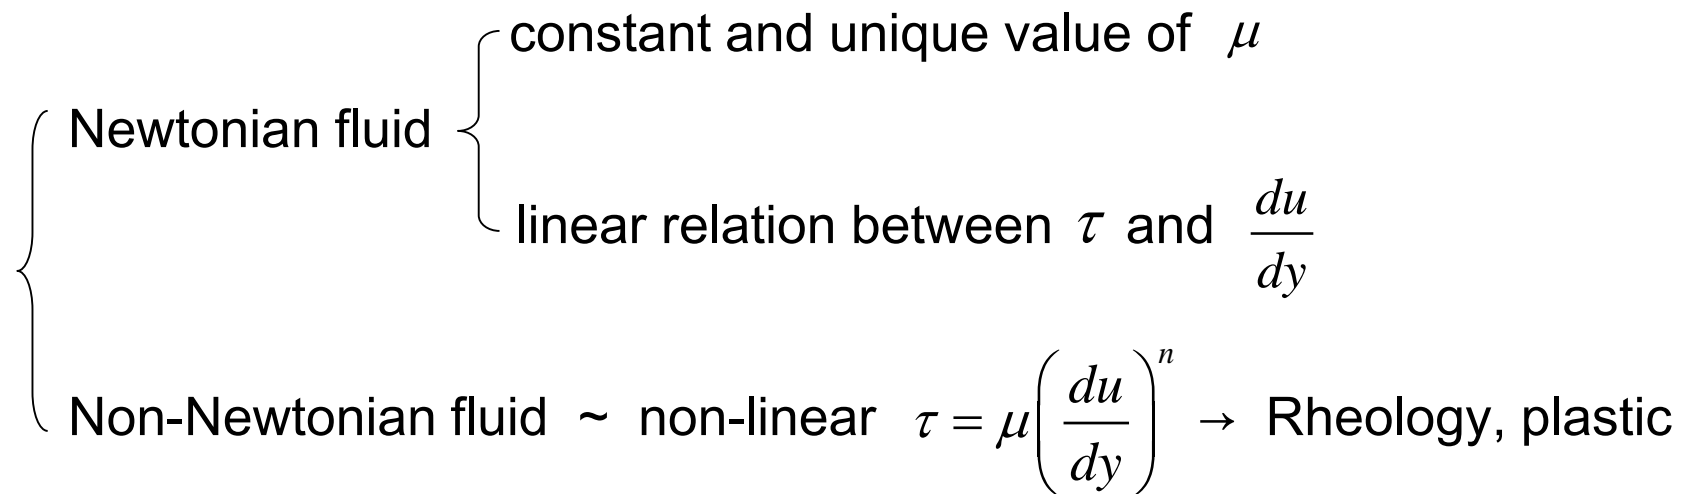 constant and unique value of μ
Newtonian fluid
linear relation between τ and du/dy
Non-Newtonian fluid ~ non-linear τ = μ(du/dy)^n → Rheology, plastic